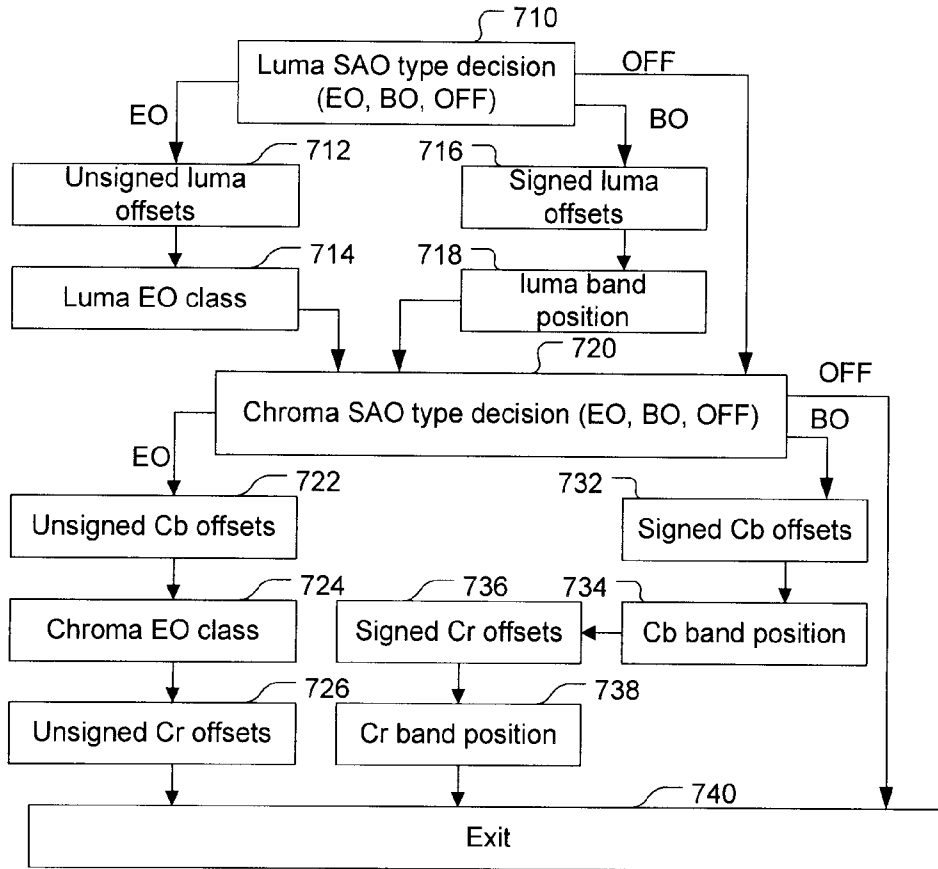 710
Luma SAO type decision
(EO, BO, OFF)
OFF
EO
BO
712
716
Unsigned luma
offsets
Signed luma
offsets
714
718
Luma EO class
luma band
position
720
OFF
Chroma SAO type decision (EO, BO, OFF)
BO
EO
722
732
Unsigned Cb offsets
Signed Cb offsets
724
736
734
Chroma EO class
Signed Cr offsets
Cb band position
726
738
Unsigned Cr offsets
Cr band position
740
Exit